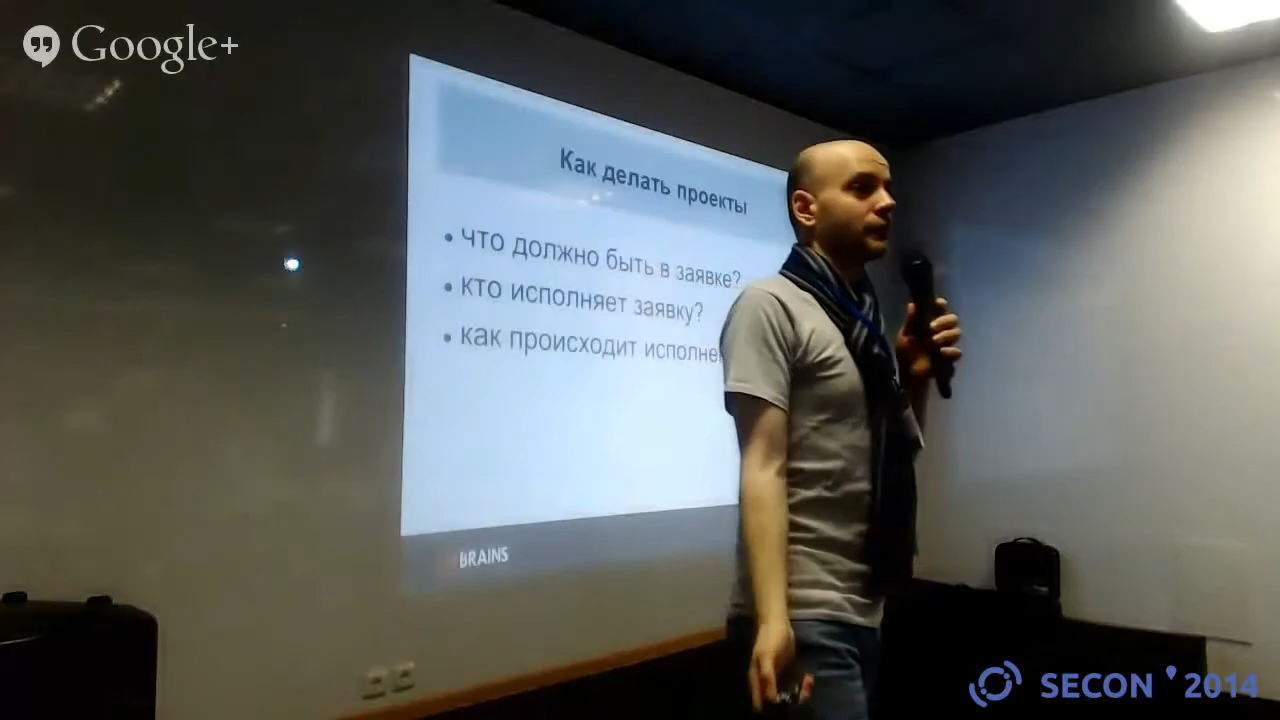 Google+
Как делать проекты
• что должно быть в заявке?
• кто исполняет заявку?
• как происходит исполне
BRAINS
SECON '2014